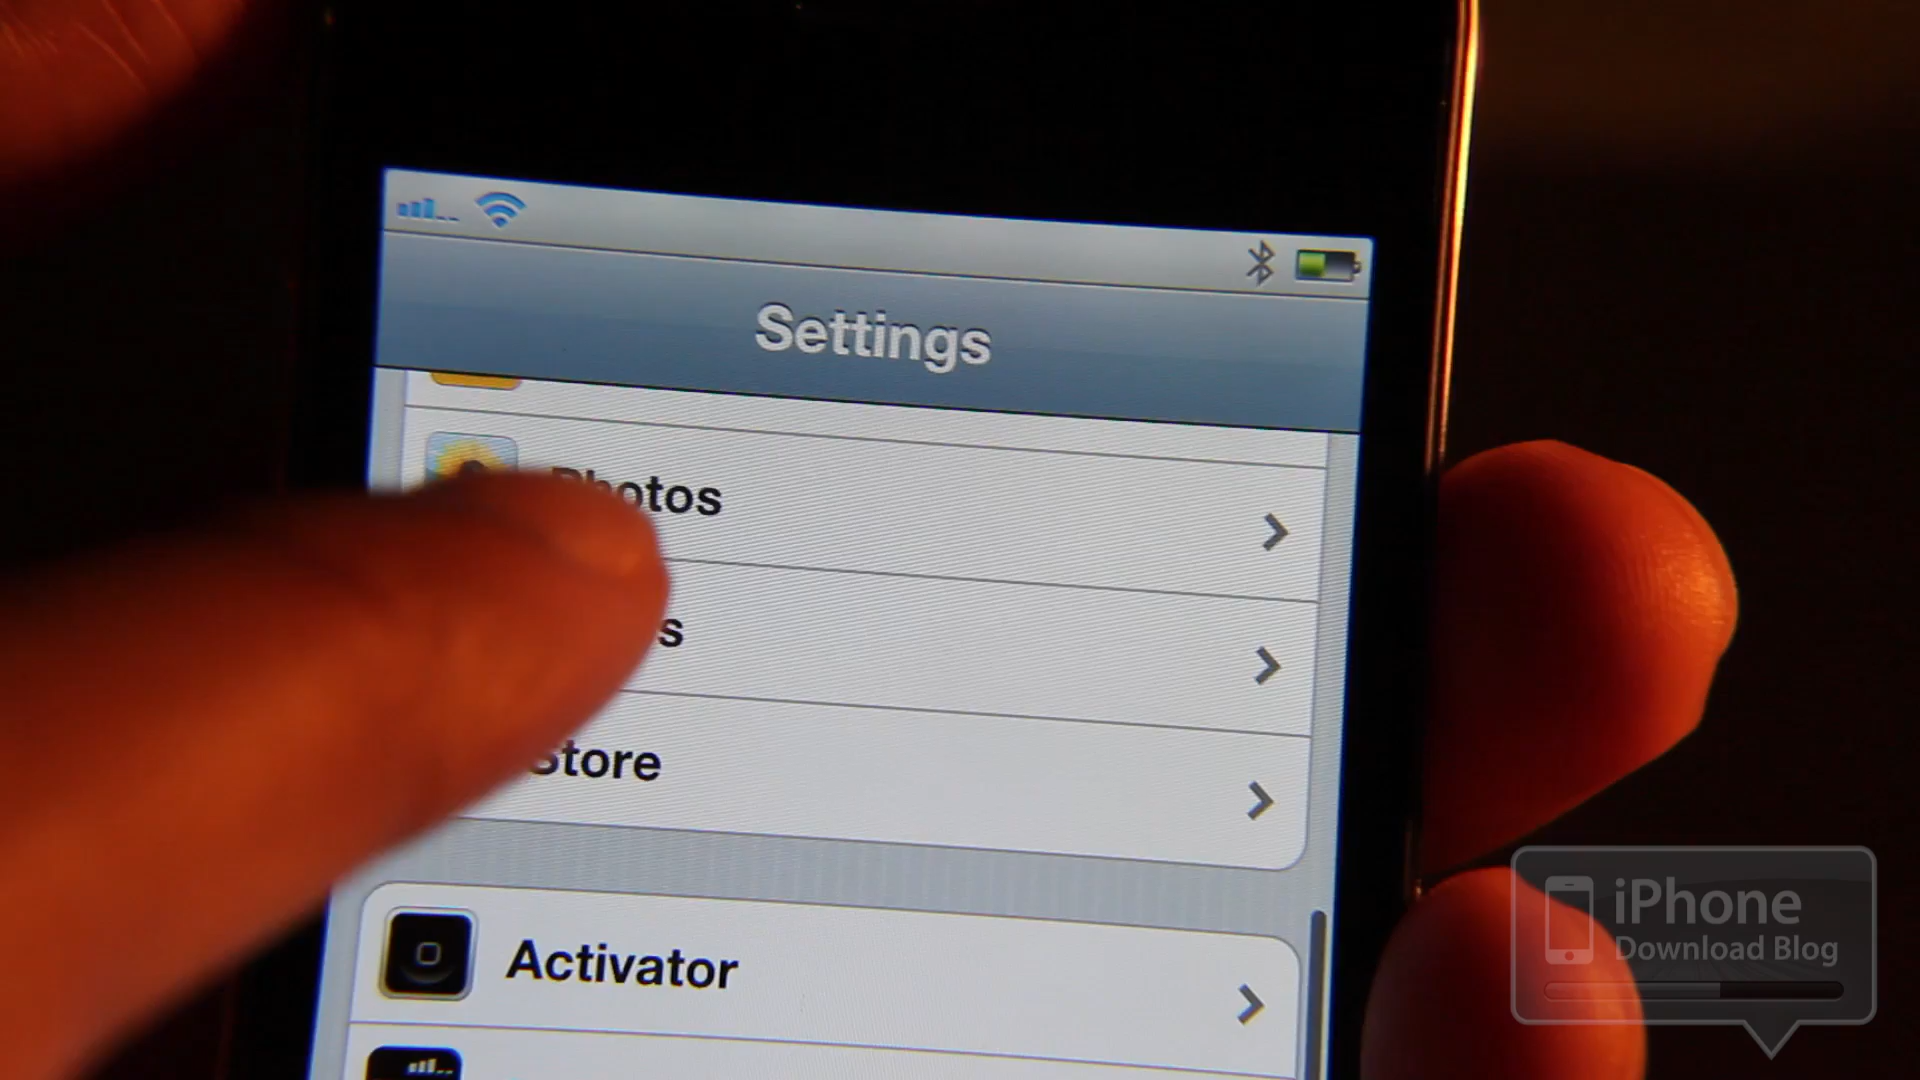 Settings
Photos
Store
Activator
iPhone
Download Blog